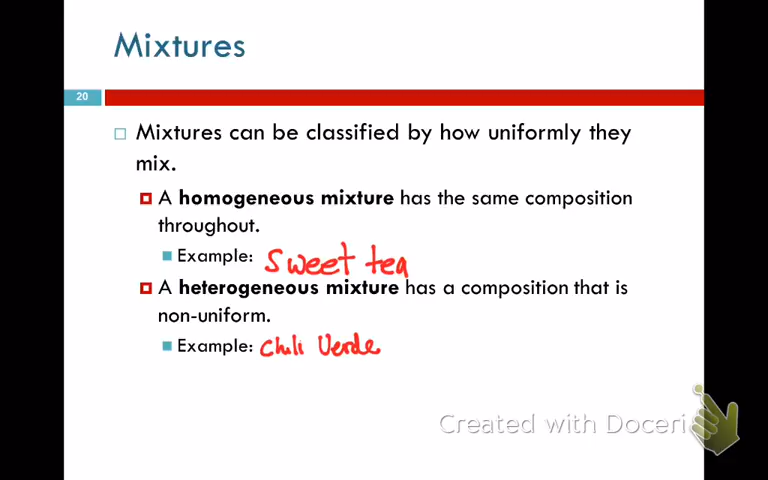 Mixtures
20
Mixtures can be classified by how uniformly they
mix.
A homogeneous mixture has the same composition
throughout.
Example: Sweet tea
A heterogeneous mixture has a composition that is
non-uniform.
Example: Chili Verde
Created with Doceri